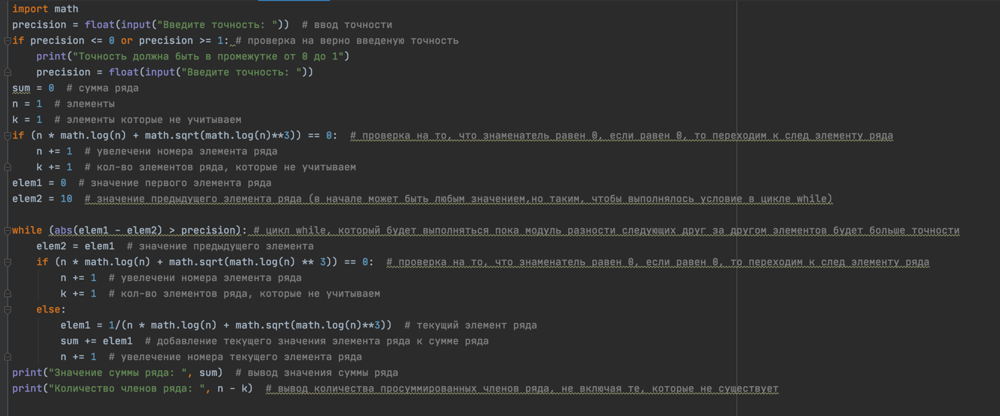 import math
precision = float(input("Введите точность: "))  # ввод точности
if precision <= 0 or precision >= 1: # проверка на верно введеную точность
    print("Точность должна быть в промежутке от 0 до 1")
    precision = float(input("Введите точность: "))
sum = 0  # сумма ряда
n = 1  # элементы
k = 1  # элементы которые не учитываем
if (n * math.log(n) + math.sqrt(math.log(n)**3)) == 0:  # проверка на то, что знаменатель равен 0, если равен 0, то переходим к след элементу ряда
    n += 1  # увелечени номера элемента ряда
    k += 1  # кол-во элементов ряда, которые не учитываем
elem1 = 0  # значение первого элемента ряда
elem2 = 10  # значение предыдущего элемента ряда (в начале может быть любым значением,но таким, чтобы выполнялось условие в цикле while)

while (abs(elem1 - elem2) > precision): # цикл while, который будет выполняться пока модуль разности следующих друг за другом элементов будет больше точности
    elem2 = elem1  # значение предыдущего элемента
    if (n * math.log(n) + math.sqrt(math.log(n) ** 3)) == 0:  # проверка на то, что знаменатель равен 0, если равен 0, то переходим к след элементу ряда
        n += 1  # увелечени номера элемента ряда
        k += 1  # кол-во элементов ряда, которые не учитываем
    else:
        elem1 = 1/(n * math.log(n) + math.sqrt(math.log(n)**3))  # текущий элемент ряда
        sum += elem1  # добавление текущего значения элемента ряда к сумме ряда
        n += 1  # увелечение номера текущего элемента ряда
print("Значение суммы ряда: ", sum)  # вывод значения суммы ряда
print("Количество членов ряда: ", n - k)  # вывод количества просуммированных членов ряда, не включая те, которые не существует